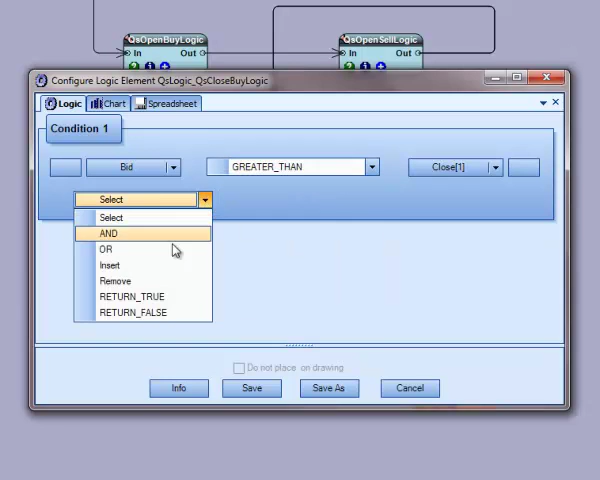 QsOpenBuyLogic
QsOpenSellLogic
In Out
In Out
Configure Logic Element QsLogic_QsCloseBuyLogic
Logic Chart Spreadsheet
Condition 1
Bid GREATER_THAN Close[1]
Select
Select
AND
OR
Insert
Remove
RETURN_TRUE
RETURN_FALSE
Do not place on drawing
Info Save Save As Cancel